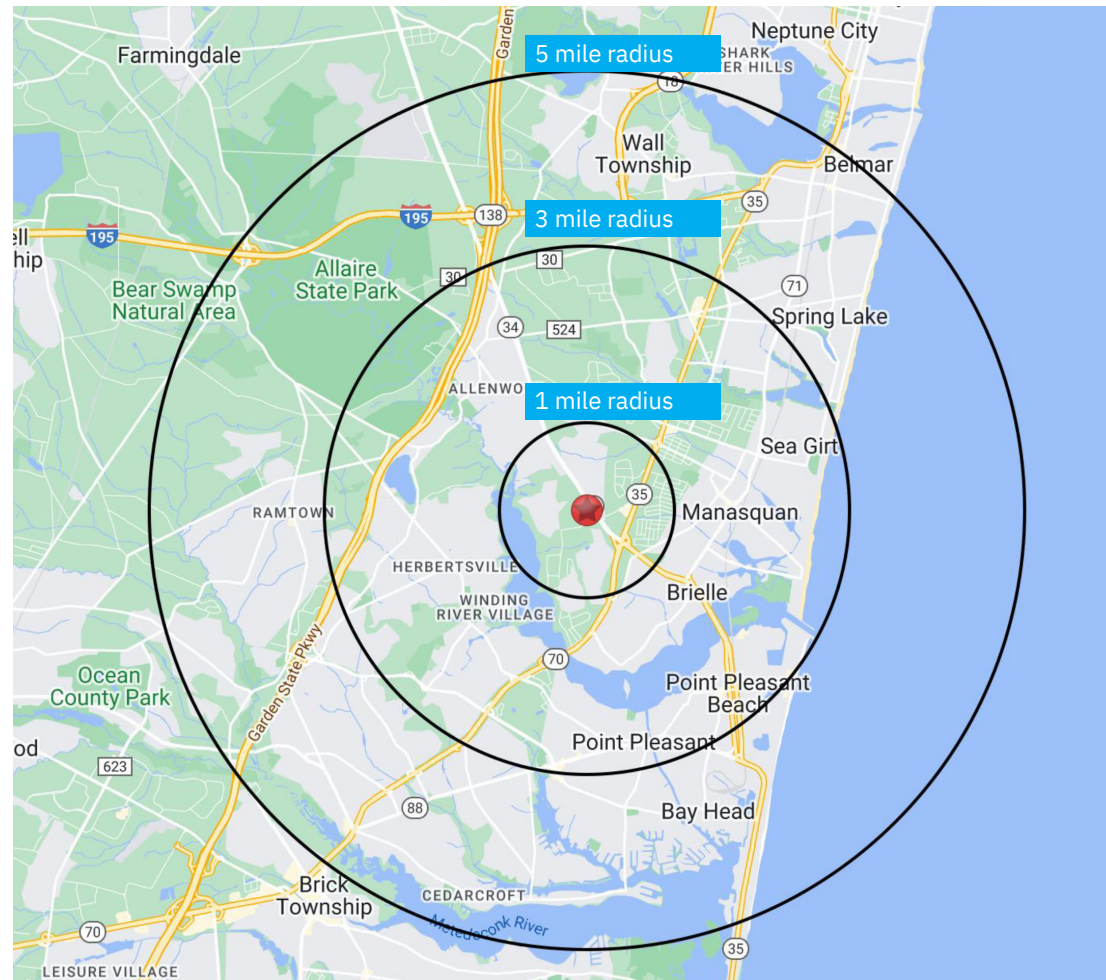 Neptune City
Farmingdale
Garden
5 mile radius
SHARK
ER HILLS
18
Wall
Township
Belmar
35
195
138
3 mile radius
195
ell
hip
30
30
Allaire
State Park
71
Bear Swamp
Natural Area
34
524
Spring Lake
ALLENWO
1 mile radius
Sea Girt
35
RAMTOWN
Manasquan
HERBERTSVILLE
Brielle
WINDING
RIVER VILLAGE
70
Garden State Pkwy
Ocean
County Park
Point Pleasant
Beach
Point Pleasant
od
623
88
Bay Head
Brick
Township
CEDARCROFT
Metedeconk River
70
35
LEISURE VILLAGE